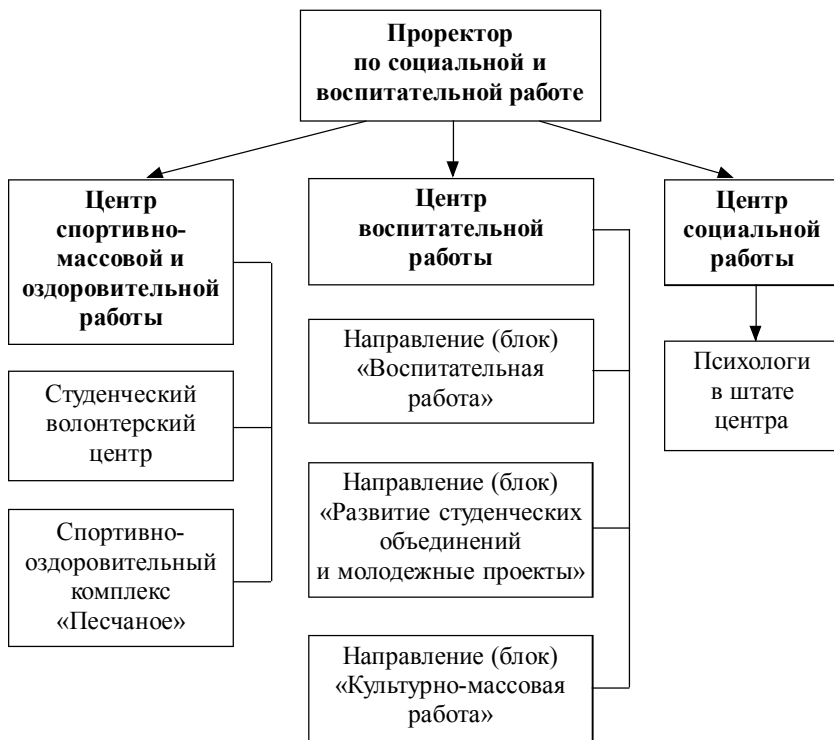 Проректор
по социальной и
воспитательной работе
Центр
спортивно-
массовой и
оздоровительной
работы
Студенческий
волонтерский
центр
Спортивно-
оздоровительный
комплекс
«Песчаное»
Центр
воспитательной
работы
Направление (блок)
«Воспитательная
работа»
Направление (блок)
«Развитие студенческих
объединений
и молодежные проекты»
Направление (блок)
«Культурно-массовая
работа»
Центр
социальной
работы
Психологи
в штате
центра